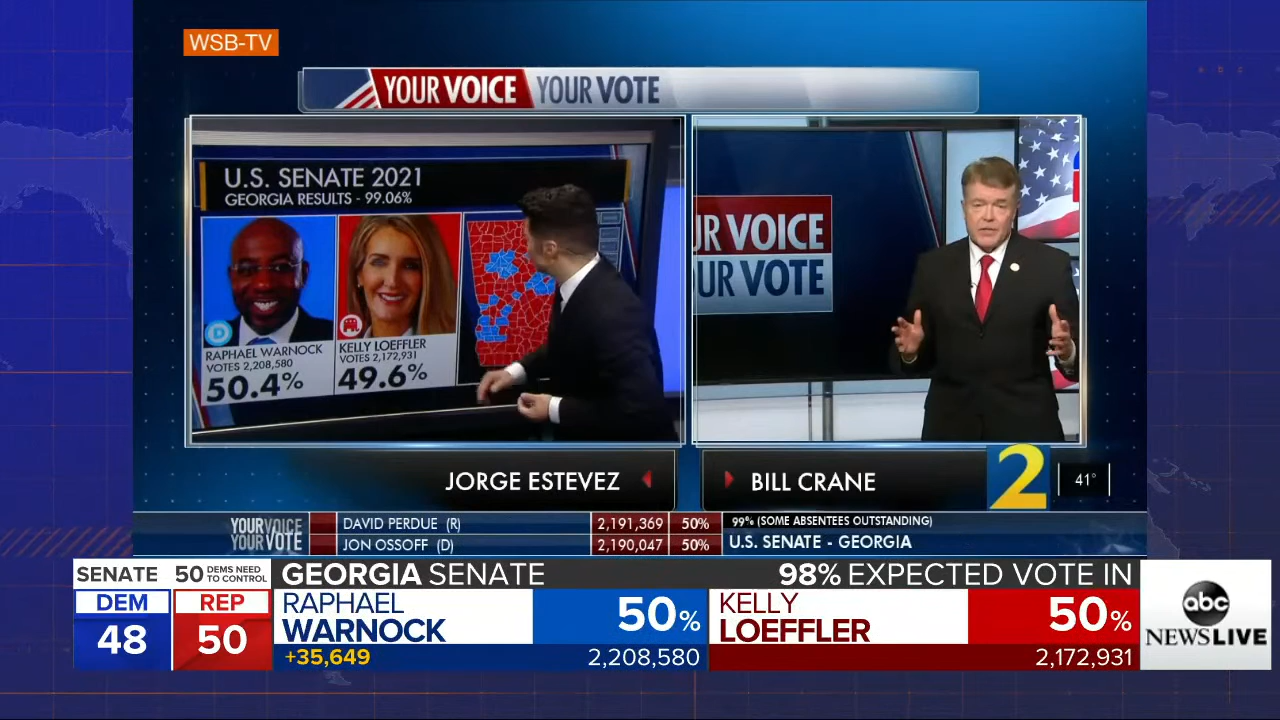 WSB-TV
YOUR VOICE YOUR VOTE
U.S. SENATE 2021
GEORGIA RESULTS - 99.06%
D
RAPHAEL WARNOCK
VOTES 2,208,580
50.4%
KELLY LOEFFLER
VOTES 2,172,931
49.6%
UR VOICE
UR VOTE
JORGE ESTEVEZ
BILL CRANE
2
41°
YOUR VOICE
YOUR VOTE
DAVID PERDUE (R) 2,191,369 50%
JON OSSOFF (D) 2,190,047 50%
99% (SOME ABSENTEES OUTSTANDING)
U.S. SENATE - GEORGIA
SENATE 50 DEMS NEED
TO CONTROL
DEM REP
48 50
GEORGIA SENATE 98% EXPECTED VOTE IN
RAPHAEL
WARNOCK 50%
+35,649 2,208,580
KELLY
LOEFFLER 50%
2,172,931
abc
NEWSLIVE